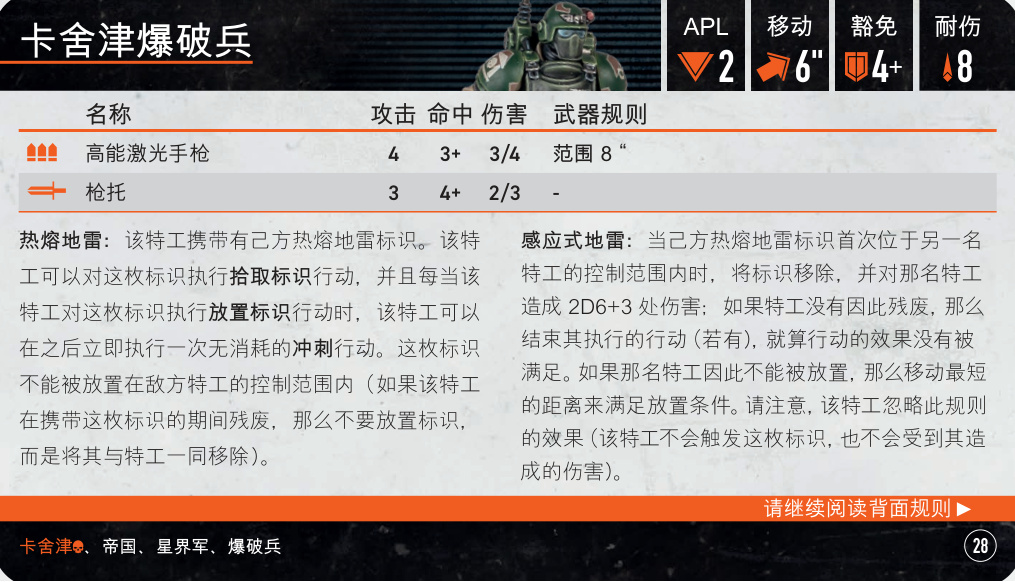 卡舍津爆破兵
APL 移动 豁免 耐伤
2 6" 4+ 8
名称 攻击 命中 伤害 武器规则
高能激光手枪 4 3+ 3/4 范围 8 “
枪托 3 4+ 2/3 -
热熔地雷：该特工携带有己方热熔地雷标识。该特
工可以对这枚标识执行拾取标识行动，并且每当该
特工对这枚标识执行放置标识行动时，该特工可以
在之后立即执行一次无消耗的冲刺行动。这枚标识
不能被放置在敌方特工的控制范围内（如果该特工
在携带这枚标识的期间残废，那么不要放置标识，
而是将其与特工一同移除）。
感应式地雷：当己方热熔地雷标识首次位于另一名
特工的控制范围内时，将标识移除，并对那名特工
造成 2D6+3 处伤害；如果特工没有因此残废，那么
结束其执行的行动（若有），就算行动的效果没有被
满足。如果那名特工因此不能被放置，那么移动最短
的距离来满足放置条件。请注意，该特工忽略此规则
的效果（该特工不会触发这枚标识，也不会受到其造
成的伤害）。
请继续阅读背面规则 ▶
卡舍津、帝国、星界军、爆破兵
28